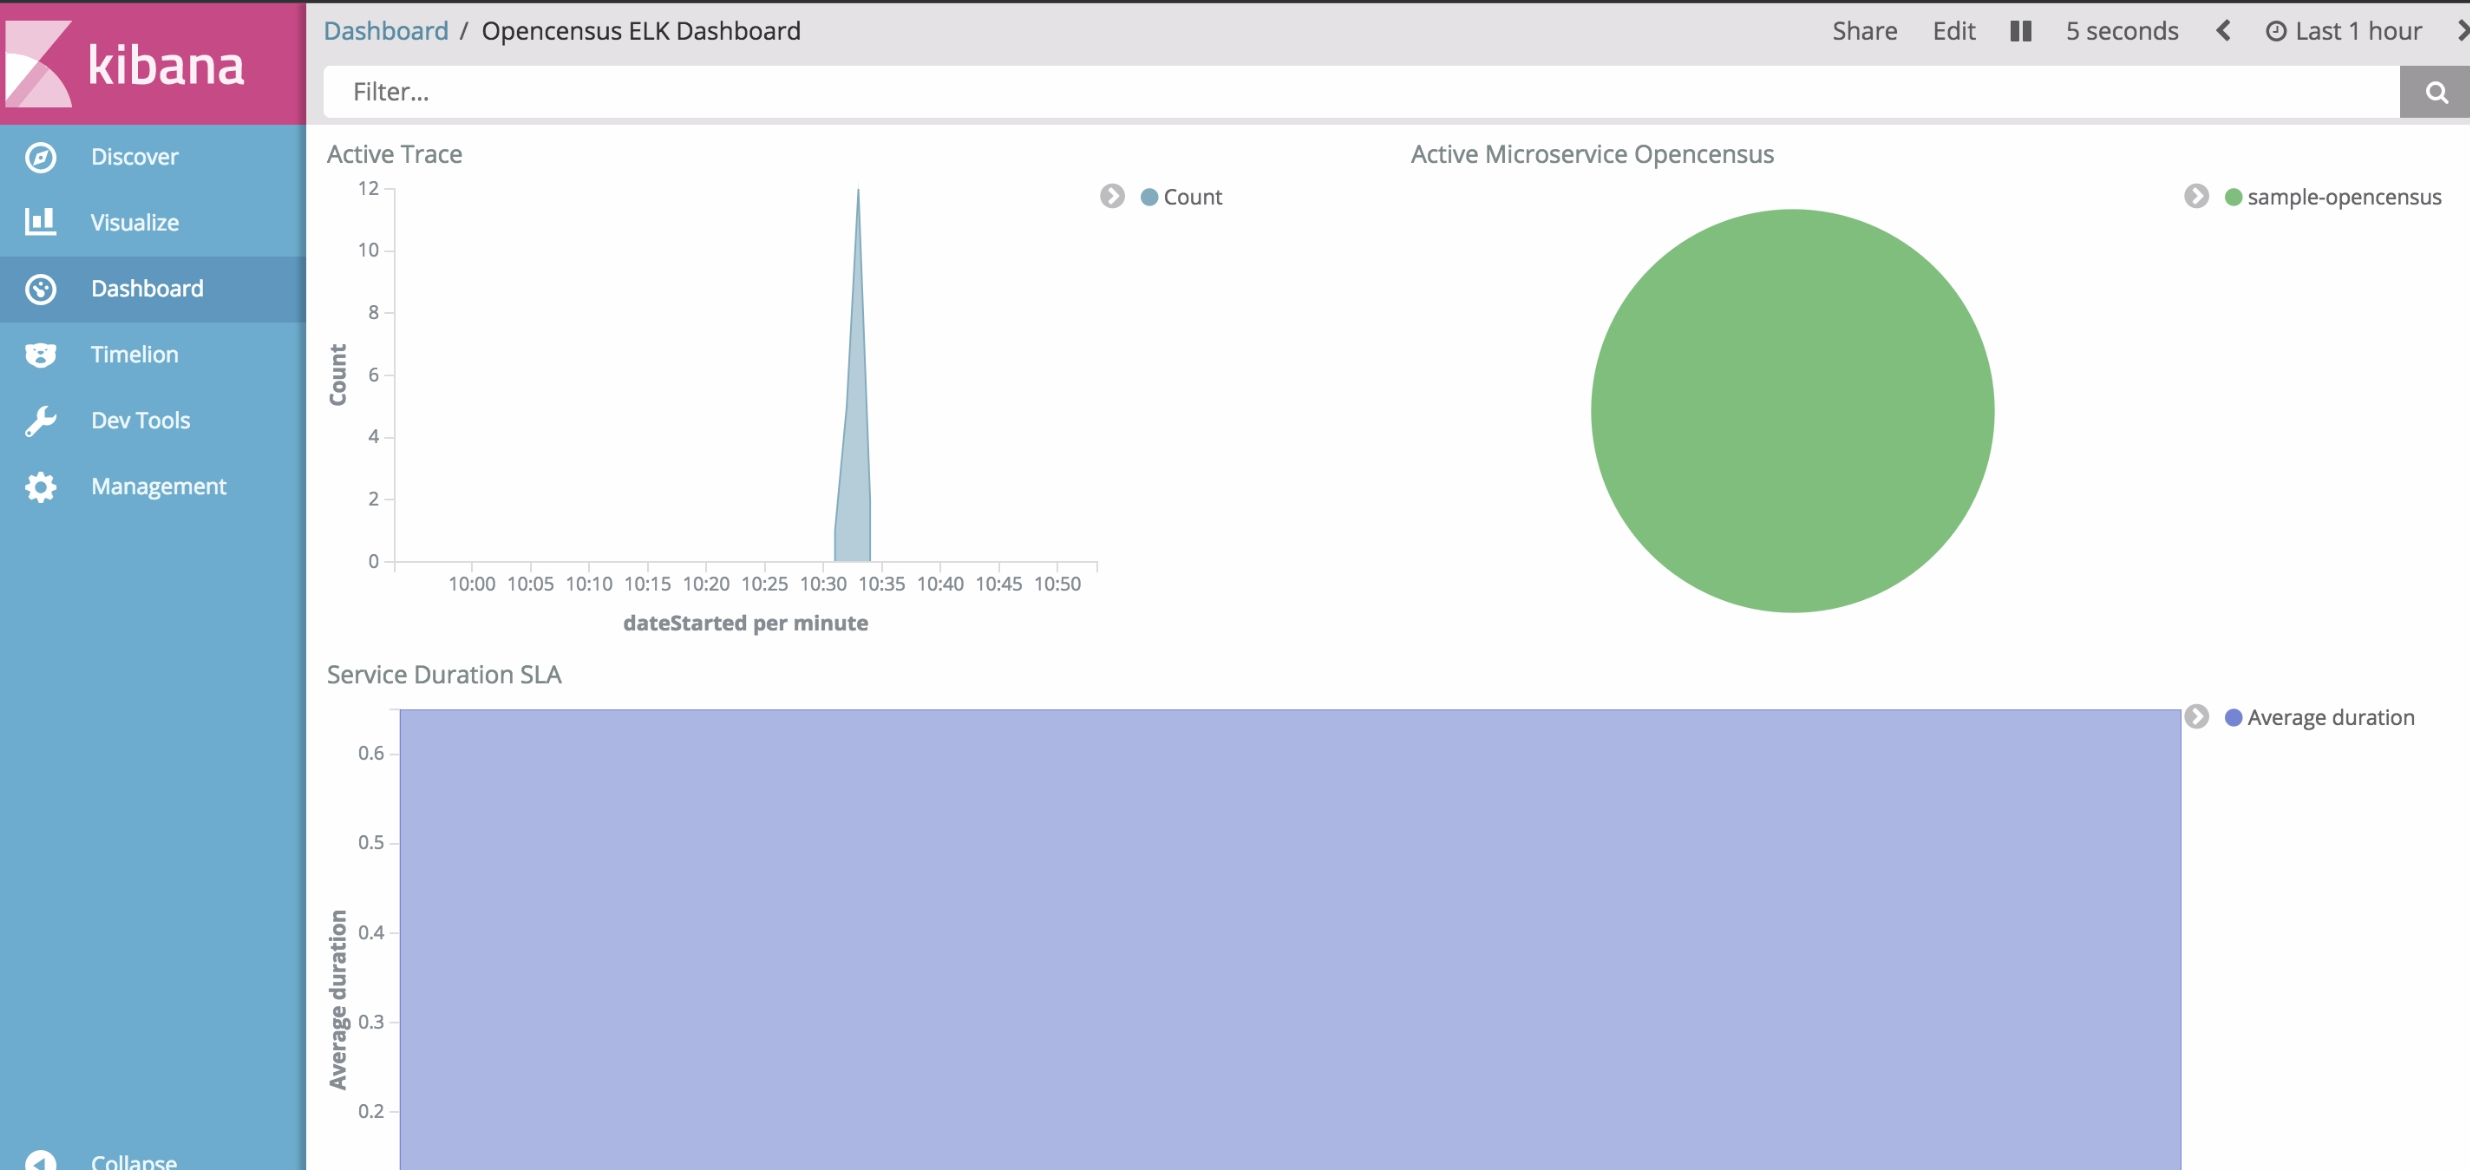 kibana
Dashboard / Opencensus ELK Dashboard
Share Edit 5 seconds Last 1 hour
Filter...
Discover
Visualize
Dashboard
Timelion
Dev Tools
Management
Collapse
Active Trace
12
10
8
6
4
2
0
Count
10:00 10:05 10:10 10:15 10:20 10:25 10:30 10:35 10:40 10:45 10:50
dateStarted per minute
Count
Active Microservice Opencensus
sample-opencensus
Service Duration SLA
0.6
0.5
0.4
0.3
0.2
Average duration
Average duration